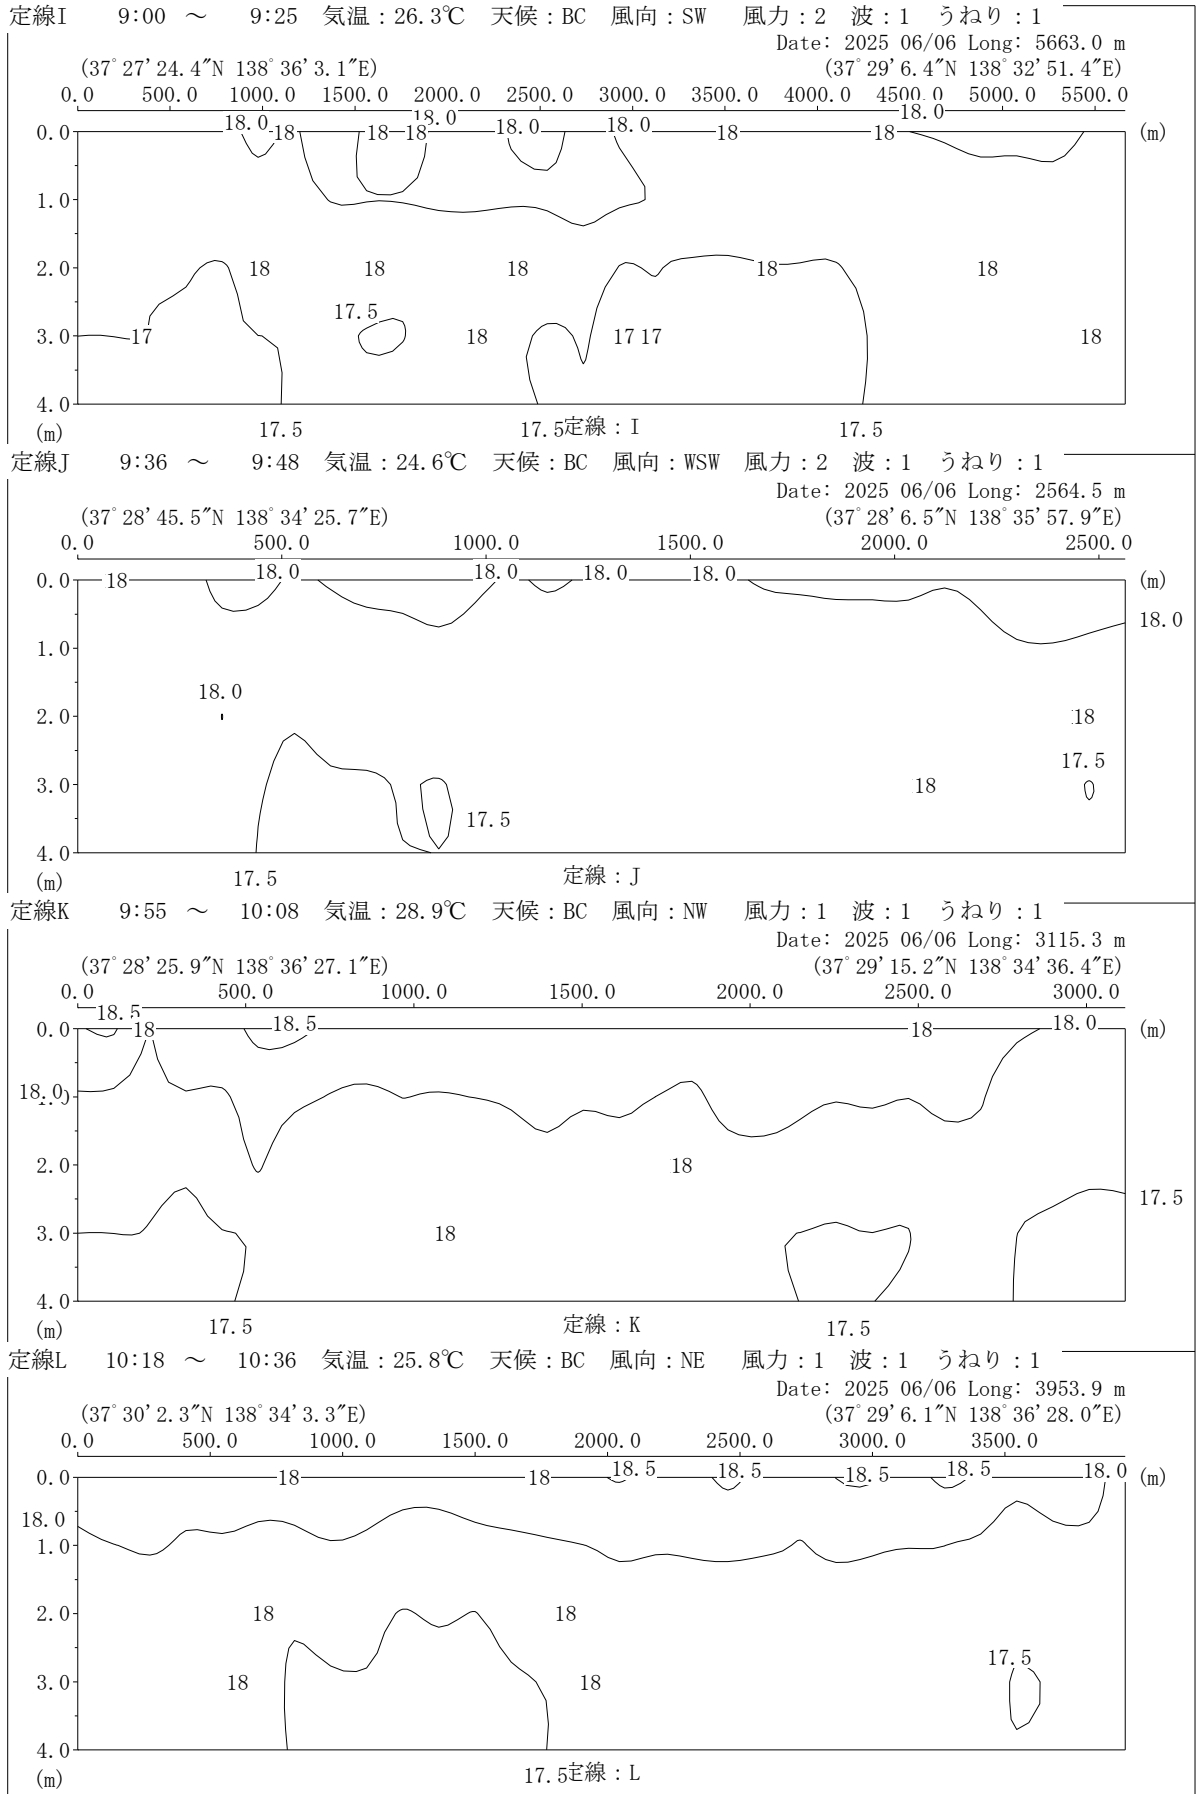 定線I 9:00 ～ 9:25 気温：26.3℃ 天候：BC 風向：SW 風力：2 波：1 うねり：1
Date: 2025 06/06 Long: 5663.0 m
(37°27'24.4"N 138°36'3.1"E) (37°29'6.4"N 138°32'51.4"E)
0.0 500.0 1000.0 1500.0 2000.0 2500.0 3000.0 3500.0 4000.0 4500.0 5000.0 5500.0
18.0 18.0
18.0 18.0 18.0
0.0 18 18 18 18 18 (m)
1.0
2.0 18 18 18 18 18
17.5
3.0 17 18 17 17 18
4.0
(m) 17.5 17.5 定線：I 17.5
定線J 9:36 ～ 9:48 気温：24.6℃ 天候：BC 風向：WSW 風力：2 波：1 うねり：1
Date: 2025 06/06 Long: 2564.5 m
(37°28'45.5"N 138°34'25.7"E) (37°28'6.5"N 138°35'57.9"E)
0.0 500.0 1000.0 1500.0 2000.0 2500.0
18.0 18.0 18.0 18.0
0.0 18 (m)
18.0
1.0
18.0
2.0 18
17.5
3.0 18
17.5
4.0
(m) 17.5 定線：J
定線K 9:55 ～ 10:08 気温：28.9℃ 天候：BC 風向：NW 風力：1 波：1 うねり：1
Date: 2025 06/06 Long: 3115.3 m
(37°28'25.9"N 138°36'27.1"E) (37°29'15.2"N 138°34'36.4"E)
0.0 500.0 1000.0 1500.0 2000.0 2500.0 3000.0
18.5 18.5 18.0
0.0 18 18 (m)
18.0
2.0 18
17.5
3.0 18
4.0
(m) 17.5 定線：K 17.5
定線L 10:18 ～ 10:36 気温：25.8℃ 天候：BC 風向：NE 風力：1 波：1 うねり：1
Date: 2025 06/06 Long: 3953.9 m
(37°30'2.3"N 138°34'3.3"E) (37°29'6.1"N 138°36'28.0"E)
0.0 500.0 1000.0 1500.0 2000.0 2500.0 3000.0 3500.0
18.5 18.5 18.5 18.5 18.0
0.0 18 18 (m)
18.0
1.0
2.0 18 18
17.5
3.0 18 18
4.0
(m) 17.5 定線：L